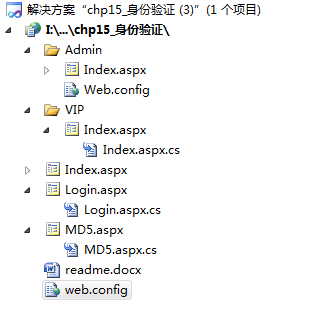 解决方案“chp15_身份验证 (3)”(1 个项目)
I:\...\chp15_身份验证\
Admin
Index.aspx
Web.config
VIP
Index.aspx
Index.aspx.cs
Index.aspx
Login.aspx
Login.aspx.cs
MD5.aspx
MD5.aspx.cs
readme.docx
web.config